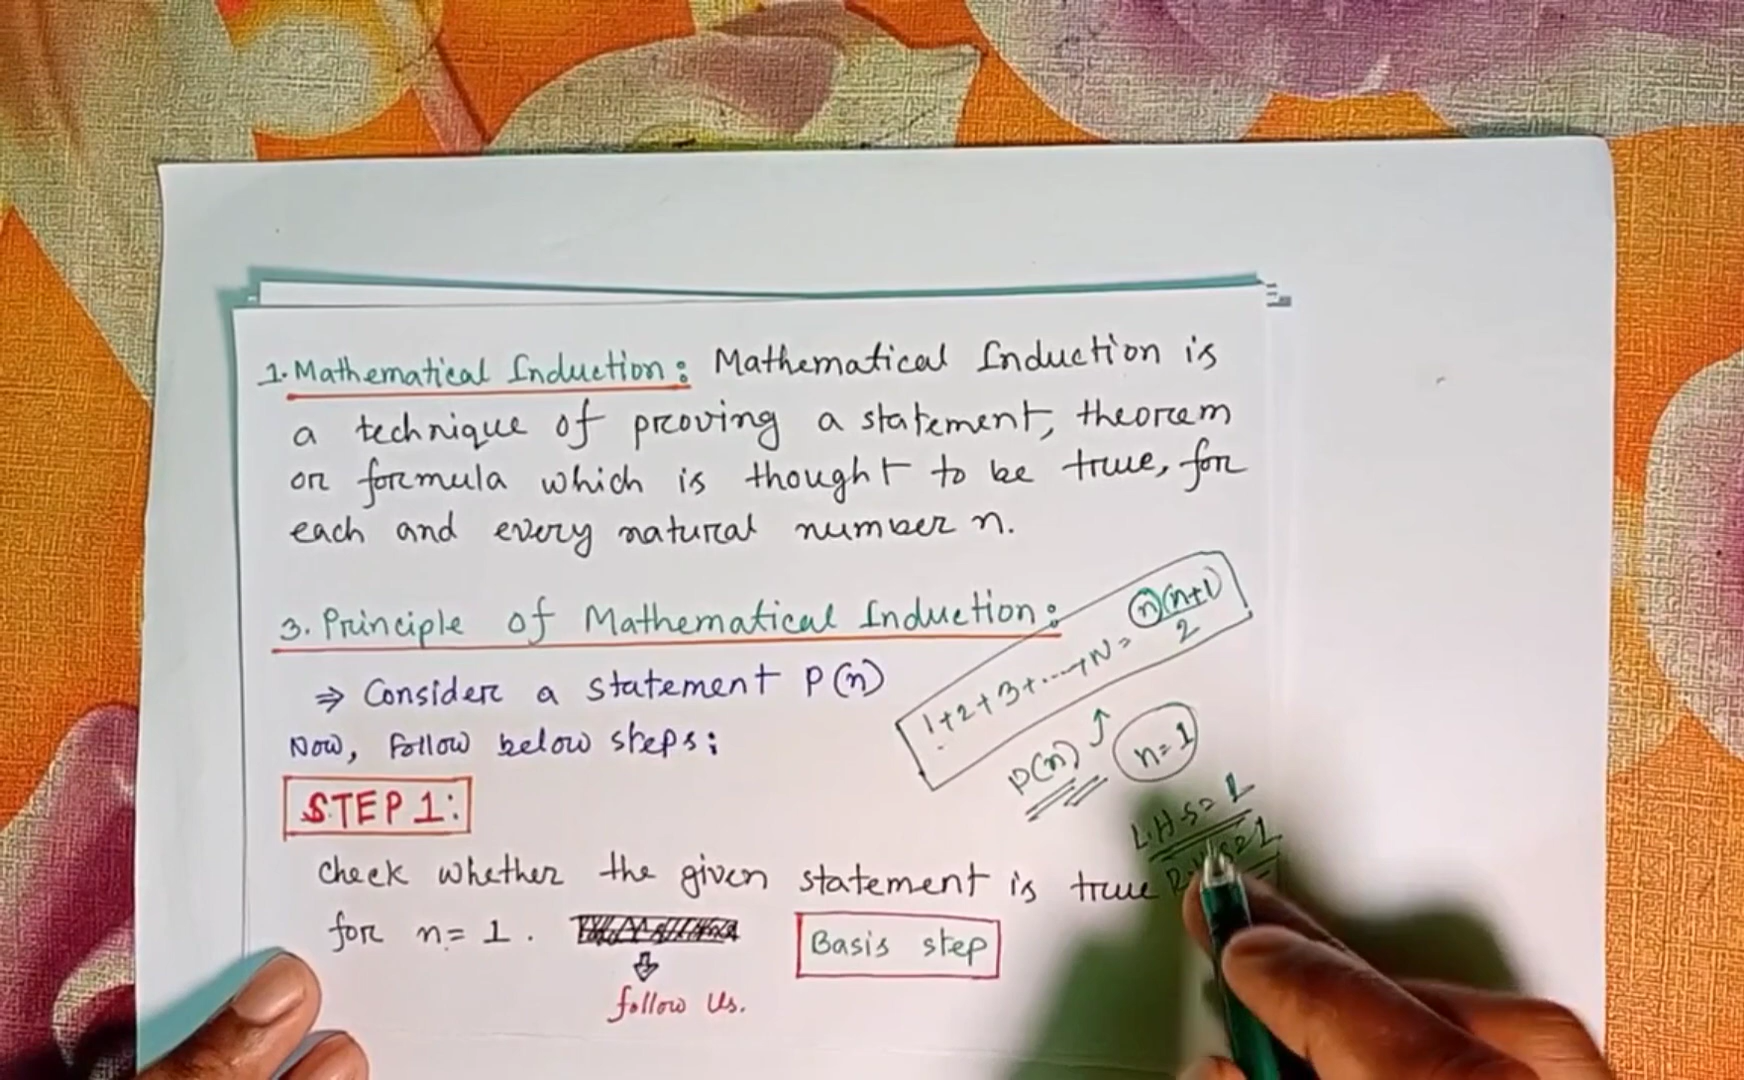 1. Mathematical Induction: Mathematical Induction is
a technique of proving a statement, theorem
or formula which is thought to be true, for
each and every natural number n.
3. Principle of Mathematical Induction:
1+2+3+....+N = n(n+1)/2
⇒ Consider a statement P(n)
Now, follow below steps:
P(n) ↑ n=1
STEP 1:
L.H.S = 1
R.H.S = 1
check whether the given statement is true
for n = 1. Basis step
⇩
follow Us.